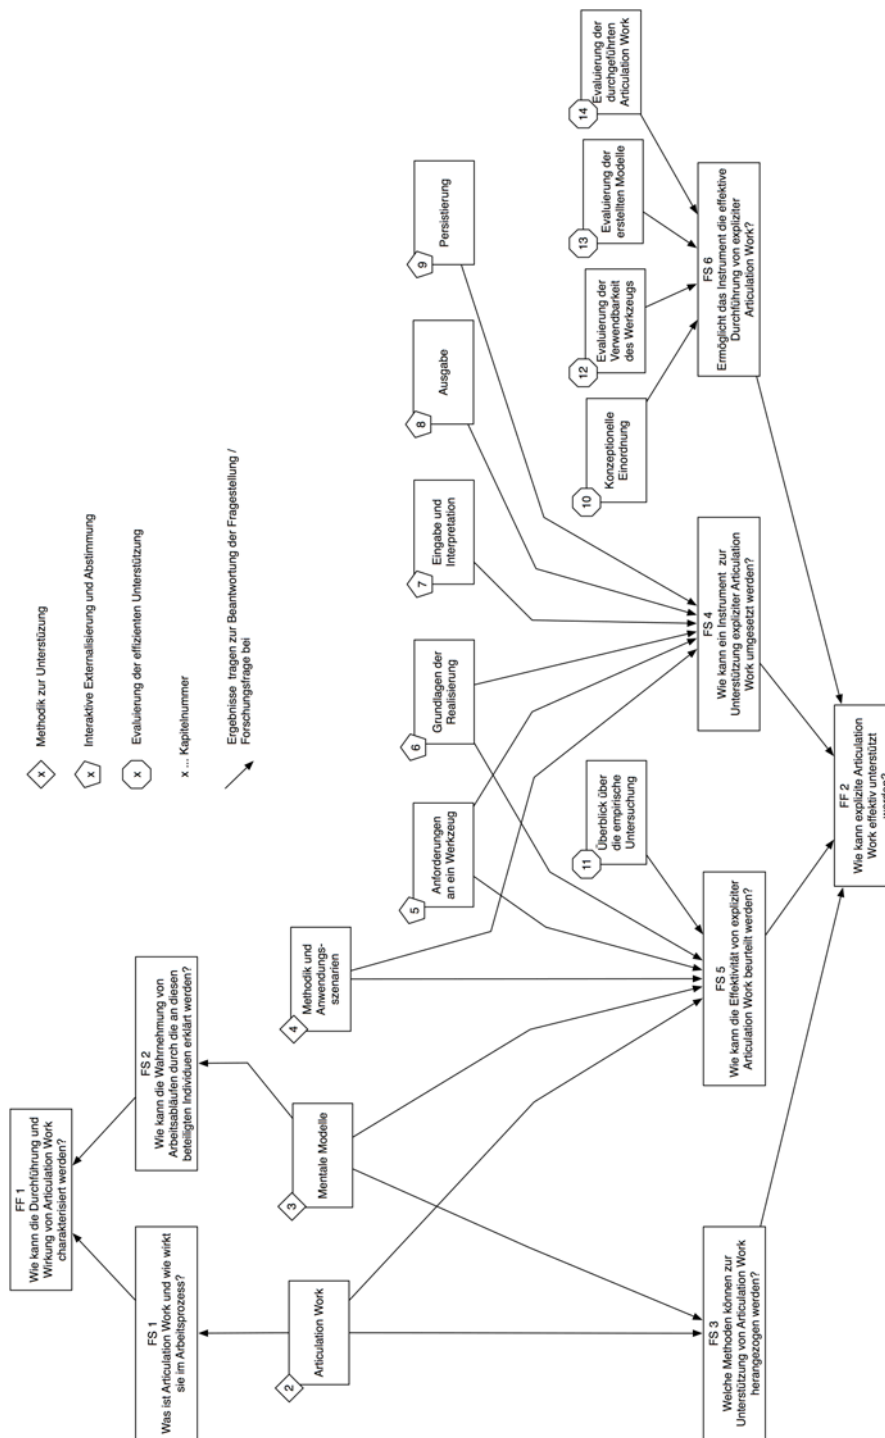 FF 1
Wie kann die Durchführung und
Wirkung von Articulation Work
charakterisiert werden?
FS 1
Was ist Articulation Work und wie wirkt
sie im Arbeitsprozess?
FS 2
Wie kann die Wahrnehmung von
Arbeitsabläufen durch die an diesen
beteiligten Individuen erklärt werden?
x
Methodik zur Unterstüzung
x
Interaktive Externalisierung und Abstimmung
x
Evaluierung der effizienten Unterstützung
x ... Kapitelnummer
Ergebnisse tragen zur Beantwortung der Fragestellung /
Forschungsfrage bei
2
Articulation Work
3
Mentale Modelle
4
Methodik und
Anwendungs-
szenarien
5
Anforderungen
an ein Werkzeug
6
Grundlagen der
Realisierung
7
Eingabe und
Interpretation
8
Ausgabe
9
Persistierung
11
Überblick über
die empirische
Untersuchung
10
Konzeptionelle
Einordnung
12
Evaluierung der
Verwendbarkeit
des Werkzeugs
13
Evaluierung der
erstellten Modelle
14
Evaluierung der
durchgeführten
Articulation Work
FS 3
Welche Methoden können zur
Unterstützung von Articulation Work
herangezogen werden?
FS 5
Wie kann die Effektivität von expliziter
Articulation Work beurteilt werden?
FS 4
Wie kann ein Instrument zur
Unterstützung expliziter Articulation
Work umgesetzt werden?
FS 6
Ermöglicht das Instrument die effektive
Durchführung von expliziter
Articulation Work?
FF 2
Wie kann explizite Articulation
Work effektiv unterstützt
werden?